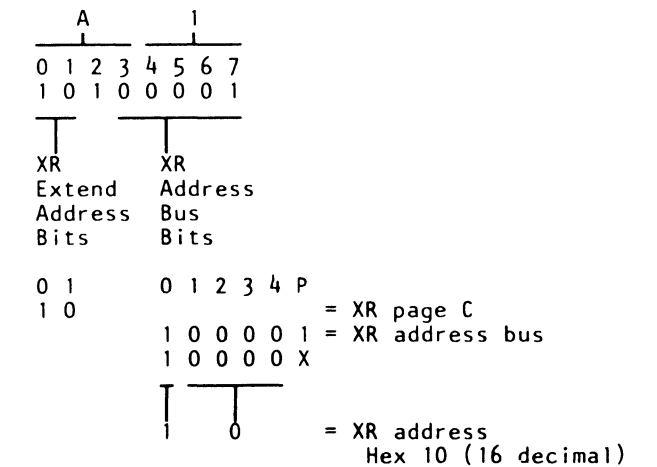 A 1
0 1 2 3 4 5 6 7
1 0 1 0 0 0 0 1
XR XR
Extend Address
Address Bus
Bits Bits
0 1 0 1 2 3 4 P
1 0 = XR page C
1 0 0 0 0 1 = XR address bus
1 0 0 0 0 X
1 0 = XR address
Hex 10 (16 decimal)